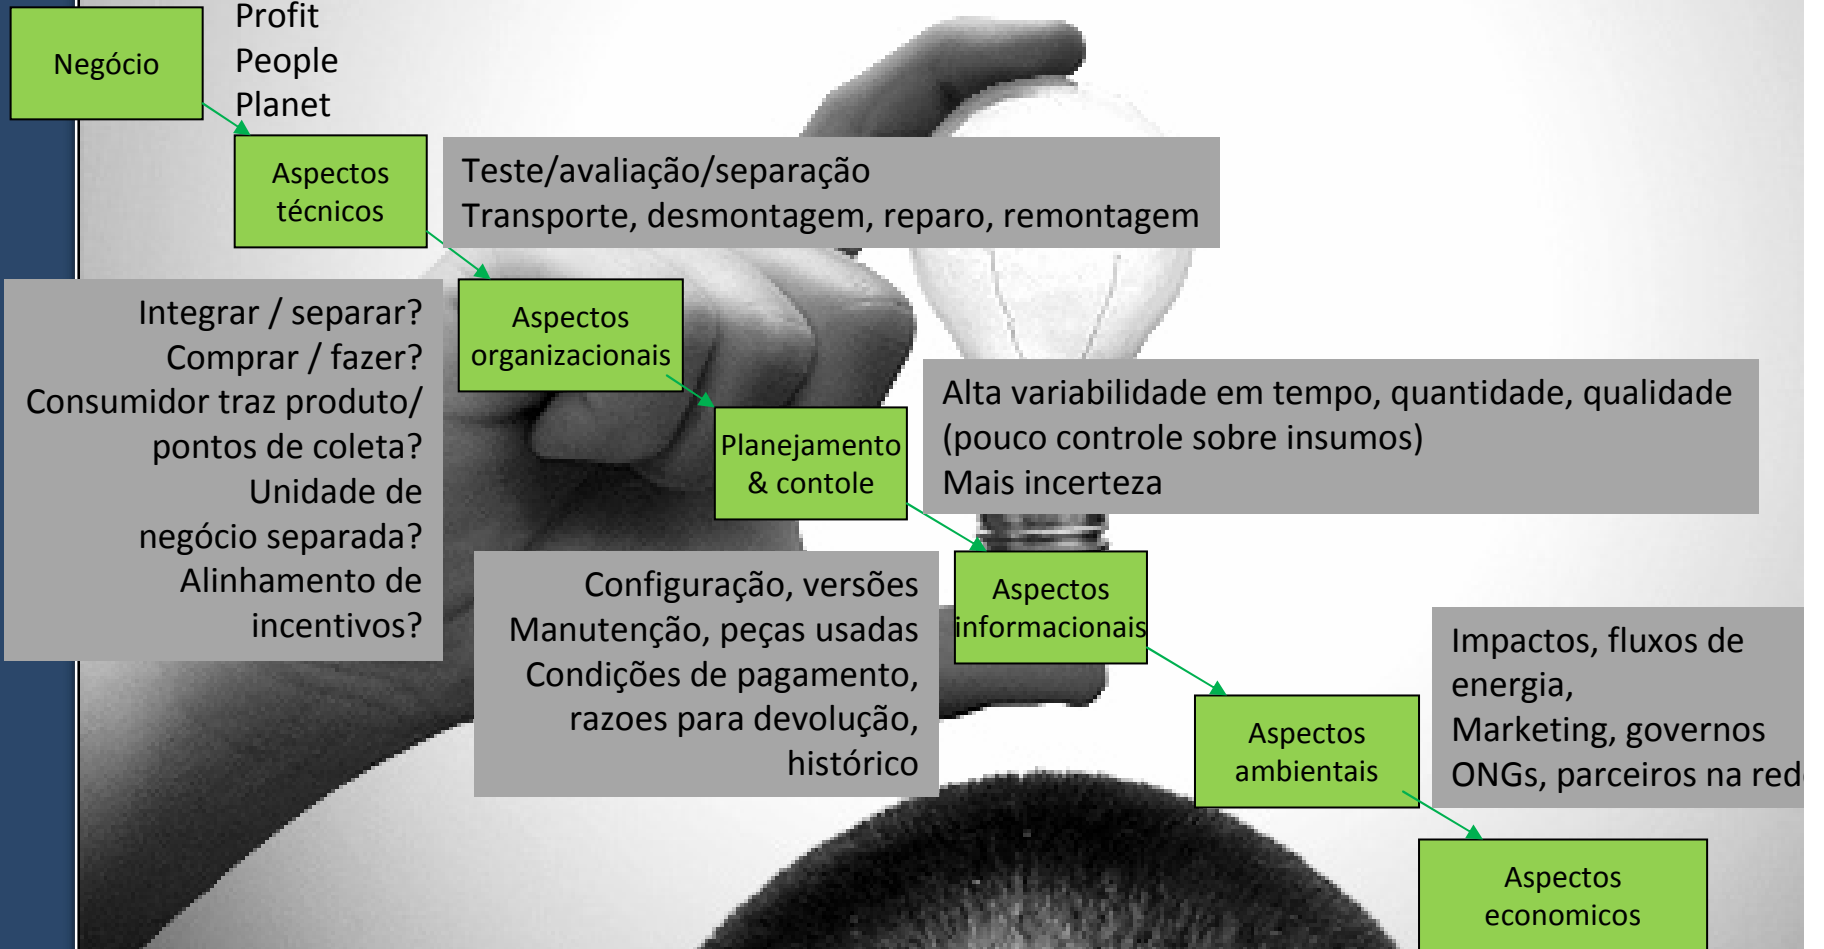 Negócio
Profit
People
Planet
Aspectos
técnicos
Teste/avaliação/separação
Transporte, desmontagem, reparo, remontagem
Aspectos
organizacionais
Integrar / separar?
Comprar / fazer?
Consumidor traz produto/
pontos de coleta?
Unidade de
negócio separada?
Alinhamento de
incentivos?
Planejamento
& contole
Alta variabilidade em tempo, quantidade, qualidade
(pouco controle sobre insumos)
Mais incerteza
Aspectos
informacionais
Configuração, versões
Manutenção, peças usadas
Condições de pagamento,
razoes para devolução,
histórico
Aspectos
ambientais
Impactos, fluxos de
energia,
Marketing, governos
ONGs, parceiros na
Aspectos
economicos